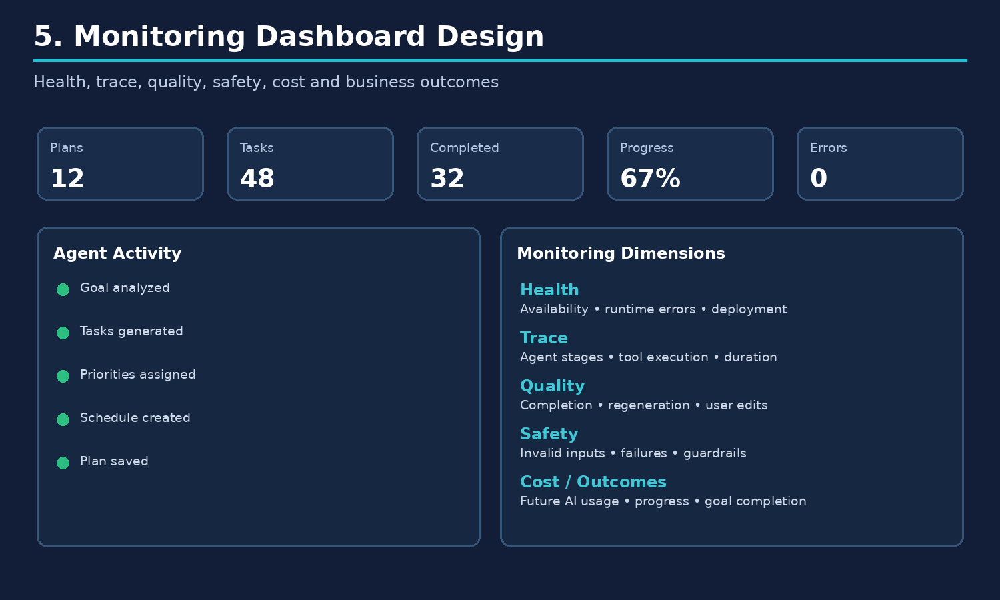 5. Monitoring Dashboard Design
Health, trace, quality, safety, cost and business outcomes
Plans
12
Tasks
48
Completed
32
Progress
67%
Errors
0
Agent Activity
Goal analyzed
Tasks generated
Priorities assigned
Schedule created
Plan saved
Monitoring Dimensions
Health
Availability • runtime errors • deployment
Trace
Agent stages • tool execution • duration
Quality
Completion • regeneration • user edits
Safety
Invalid inputs • failures • guardrails
Cost / Outcomes
Future AI usage • progress • goal completion